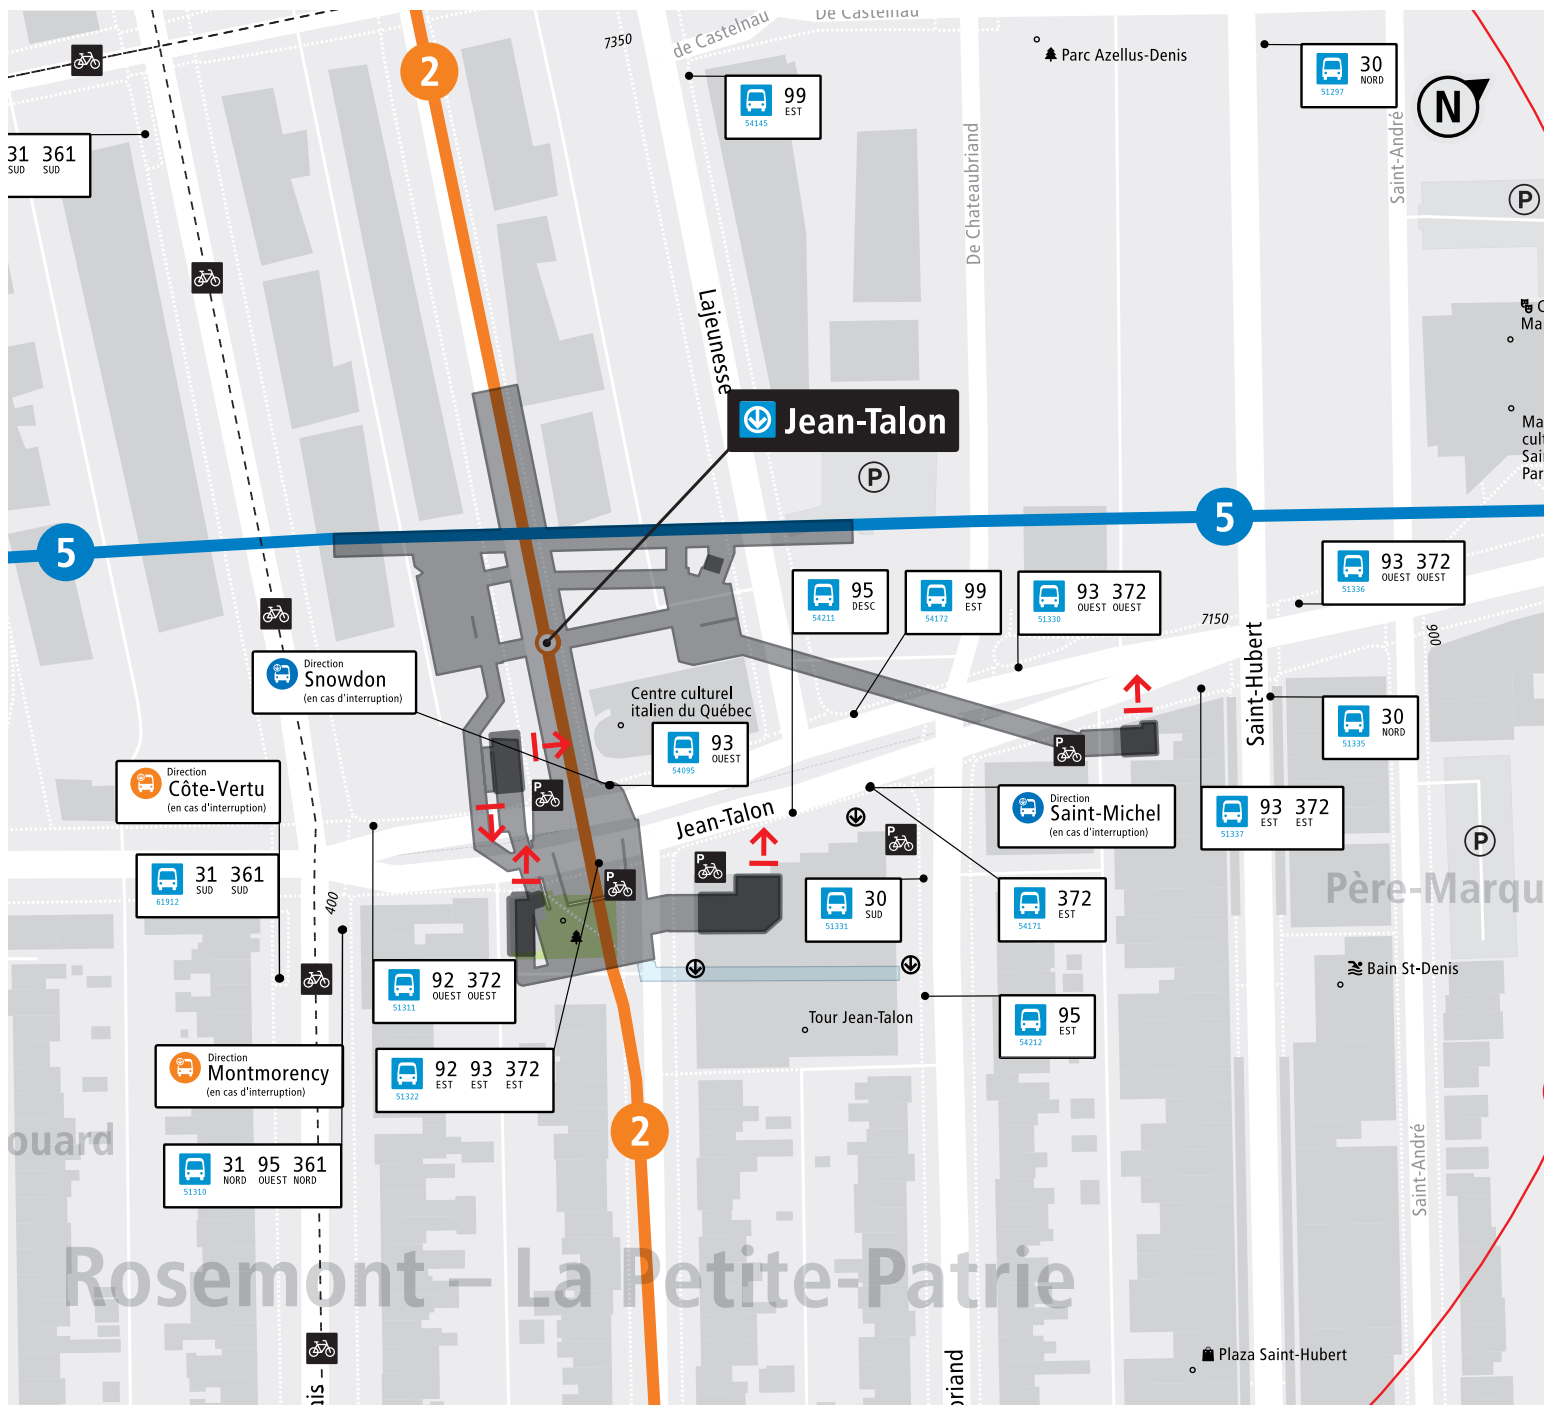 De Castelnau
de Castelnau
7350
2
Parc Azellus-Denis
30
NORD
51297
N
99
EST
54145
31 361
SUD SUD
De Chateaubriand
Saint-André
P
Lajeunesse
Jean-Talon
P
5
5
93 372
OUEST OUEST
51336
95
DESC
54211
99
EST
54172
93 372
OUEST OUEST
51330
7150
900
Saint-Hubert
Direction
Snowdon
(en cas d'interruption)
Centre culturel
italien du Québec
93
OUEST
54095
30
NORD
51335
P
P
Direction
Côte-Vertu
(en cas d'interruption)
Jean-Talon
Direction
Saint-Michel
(en cas d'interruption)
93 372
EST EST
51337
P
P
P
P
31 361
SUD SUD
61912
400
30
SUD
51331
372
EST
54171
Père-Marqu
92 372
OUEST OUEST
51311
Bain St-Denis
Tour Jean-Talon
95
EST
54212
Direction
Montmorency
(en cas d'interruption)
92 93 372
EST EST EST
51322
2
ouard
31 95 361
NORD OUEST NORD
51310
Saint-André
Rosemont – La Petite-Patrie
Plaza Saint-Hubert
ais
briand